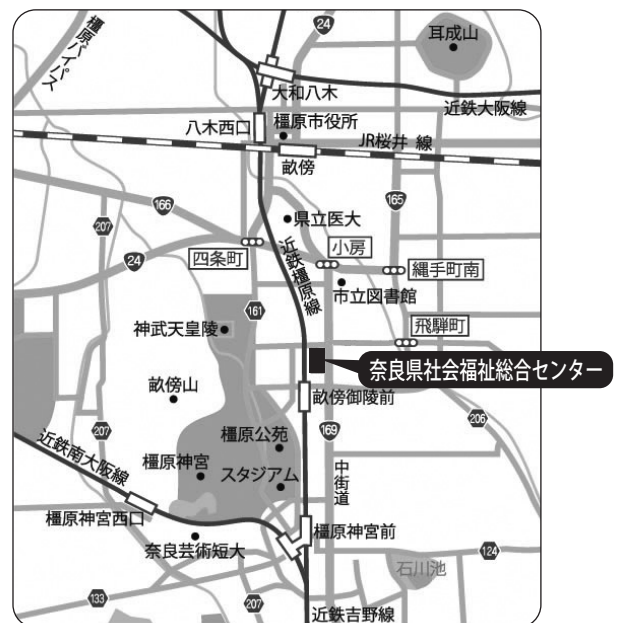 24
耳成山
橿原バイパス
大和八木
近鉄大阪線
八木西口
橿原市役所
JR桜井線
畝傍
166
165
207
県立医大
小房
四条町
近鉄橿原線
縄手町南
24
市立図書館
161
飛騨町
神武天皇陵
奈良県社会福祉総合センター
畝傍山
畝傍御陵前
206
207
169
橿原公苑
近鉄南大阪線
橿原神宮
スタジアム
中街道
橿原神宮西口
橿原神宮前
奈良芸術短大
124
石川池
133
207
近鉄吉野線